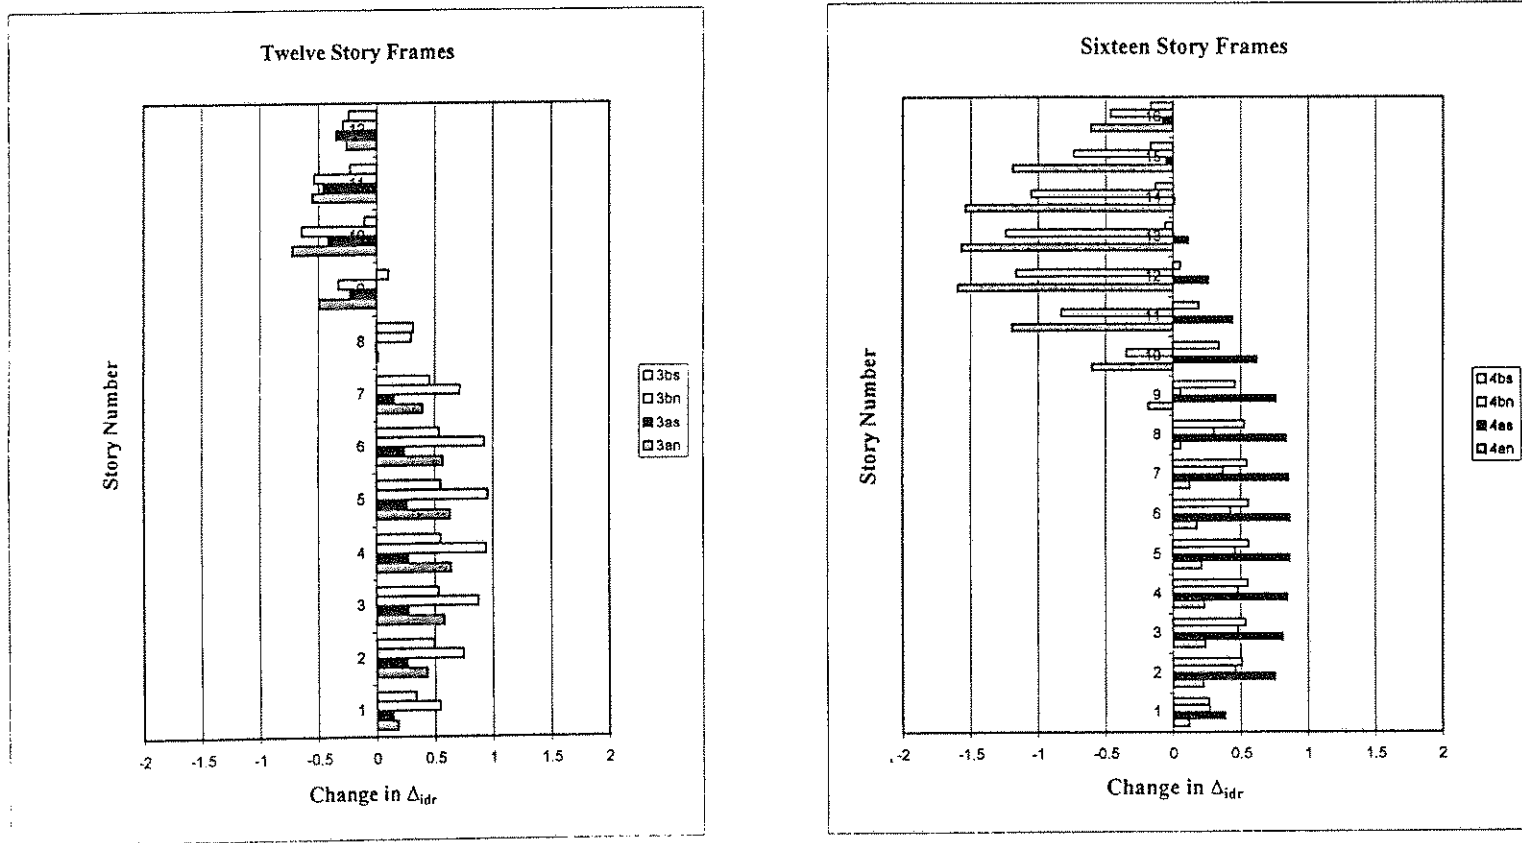 Twelve Story Frames
12
11
10
9
8
7
6
5
4
3
2
1
Story Number
-2 -1.5 -1 -0.5 0 0.5 1 1.5 2
Change in Δidr
3bs
3bn
3as
3an
Sixteen Story Frames
16
15
14
13
12
11
10
9
8
7
6
5
4
3
2
1
Story Number
-2 -1.5 -1 -0.5 0 0.5 1 1.5 2
Change in Δidr
4bs
4bn
4as
4an